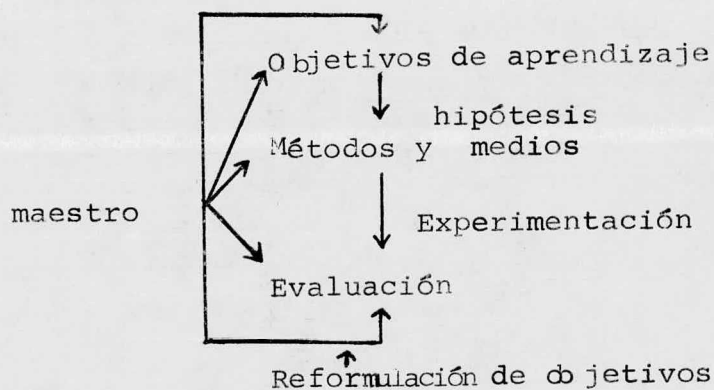 Objetivos de aprendizaje
hipótesis
Métodos y medios
maestro
Experimentación
Evaluación
Reformulación de objetivos